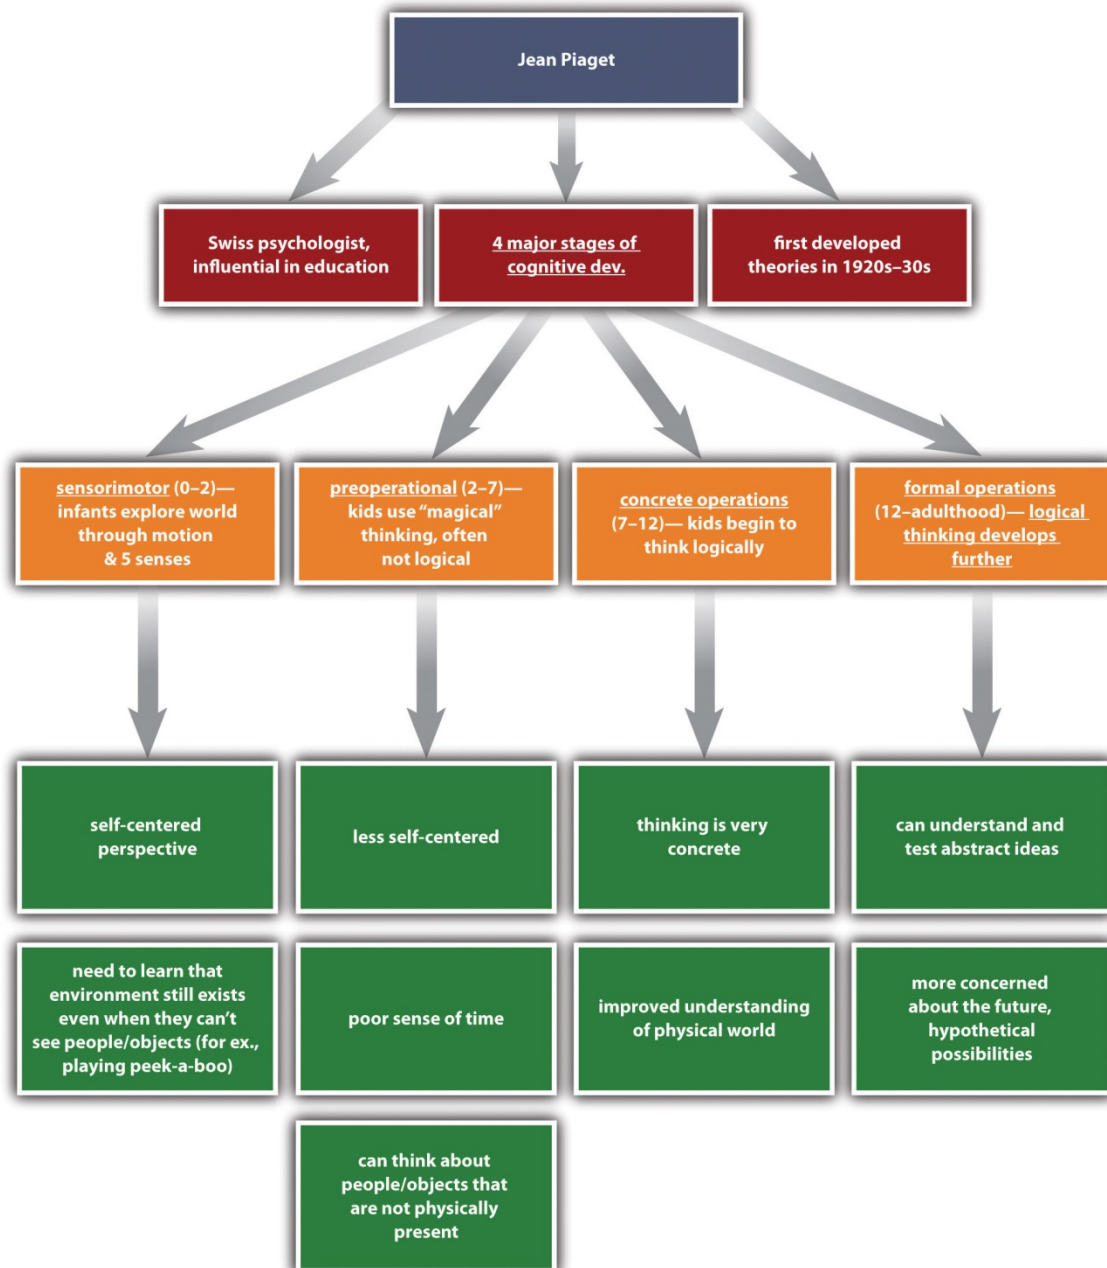 Jean Piaget
Swiss psychologist,
influential in education
4 major stages of
cognitive dev.
first developed
theories in 1920s–30s
sensorimotor (0–2)—
infants explore world
through motion
& 5 senses
preoperational (2–7)—
kids use “magical”
thinking, often
not logical
concrete operations
(7–12)— kids begin to
think logically
formal operations
(12–adulthood)— logical
thinking develops
further
self-centered
perspective
less self-centered
thinking is very
concrete
can understand and
test abstract ideas
need to learn that
environment still exists
even when they can’t
see people/objects (for ex.,
playing peek-a-boo)
poor sense of time
improved understanding
of physical world
more concerned
about the future,
hypothetical
possibilities
can think about
people/objects that
are not physically
present